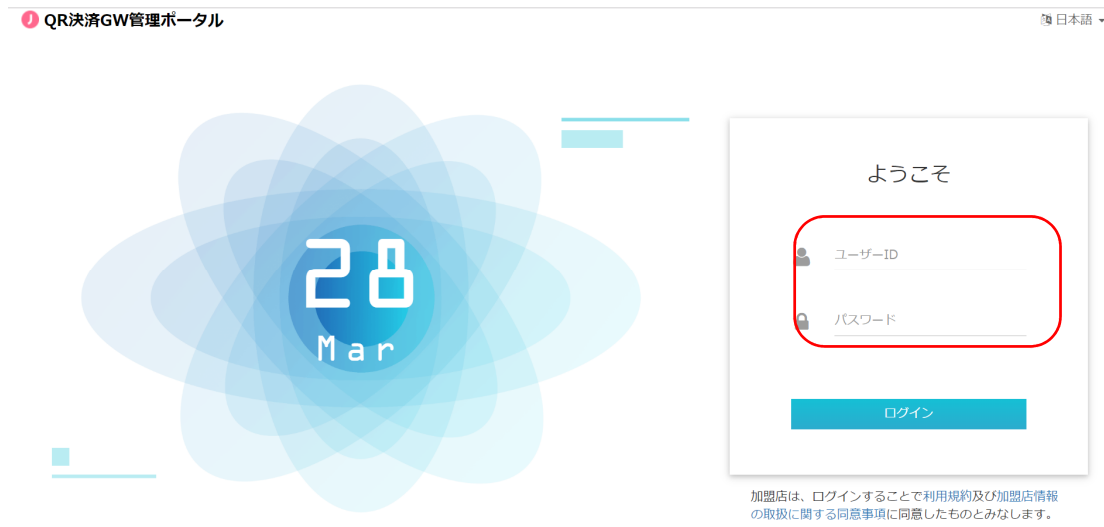 QR決済GW管理ポータル
日本語
28
Mar
ようこそ
ユーザーID
パスワード
ログイン
加盟店は、ログインすることで利用規約及び加盟店情報
の取扱に関する同意事項に同意したものとみなします。